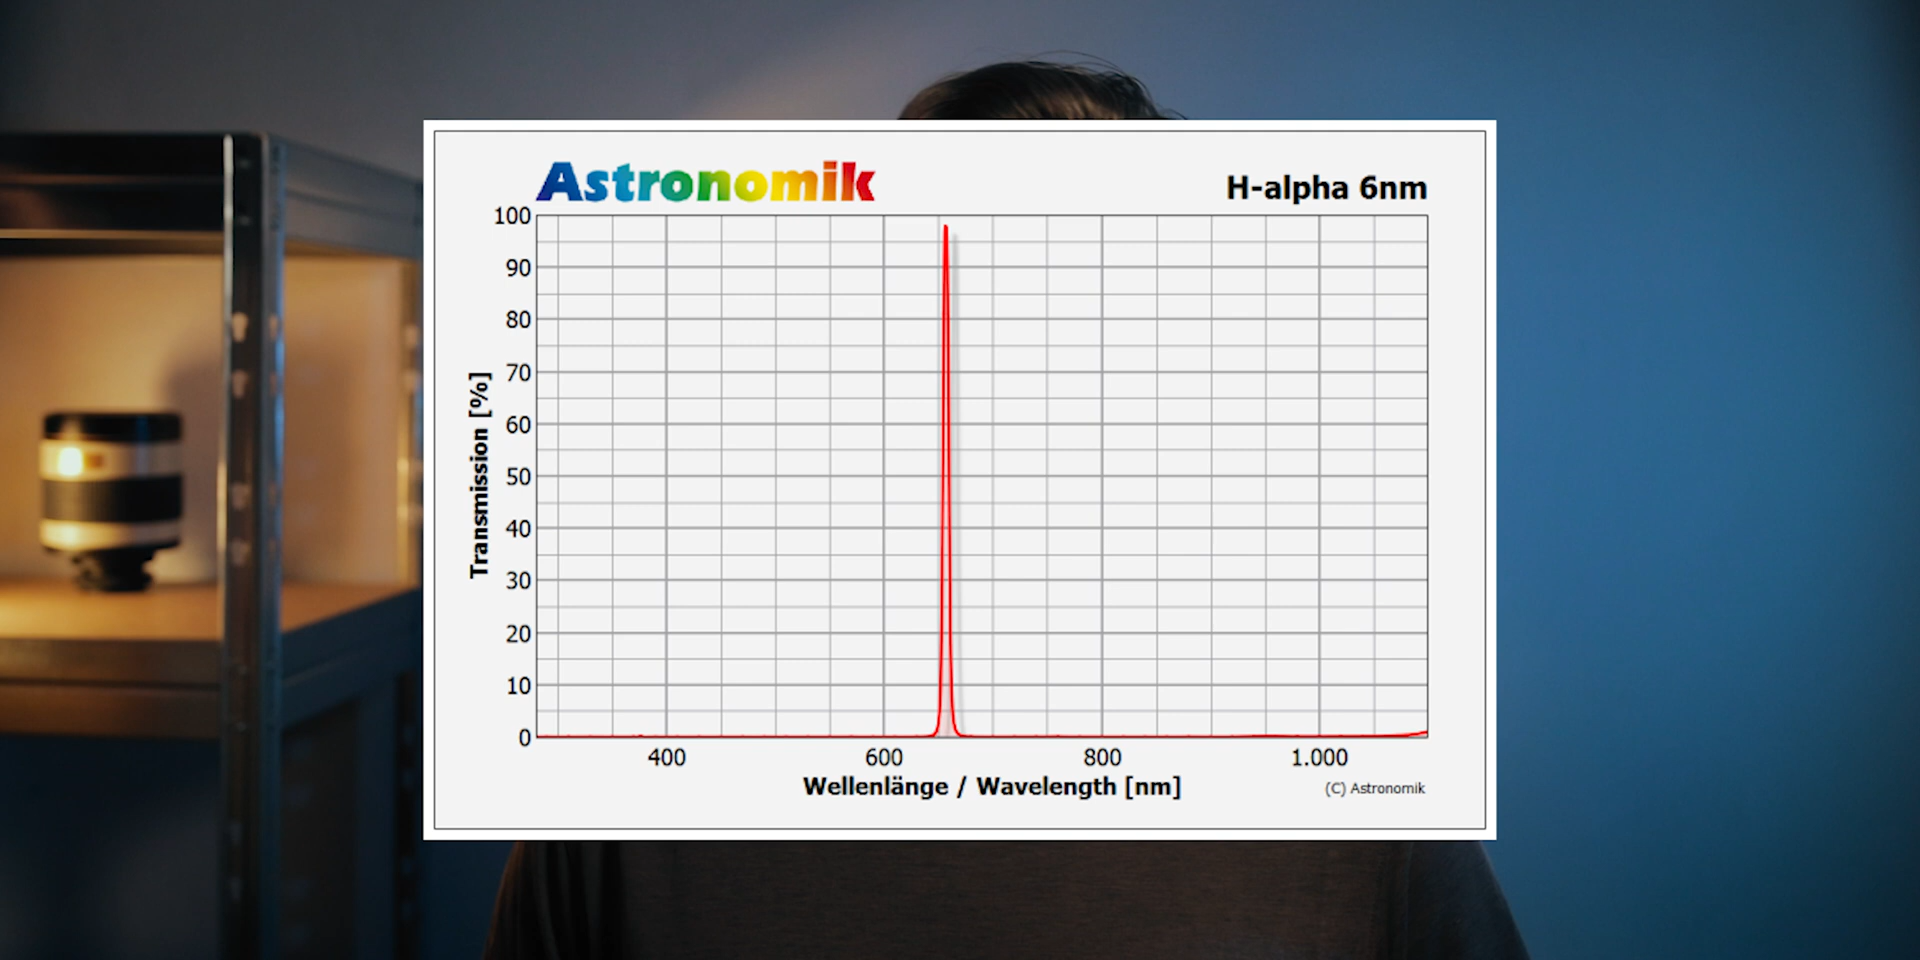 Astronomik
H-alpha 6nm
100
90
80
70
60
50
40
30
20
10
0
Transmission [%]
400 600 800 1.000
Wellenlänge / Wavelength [nm]
(C) Astronomik